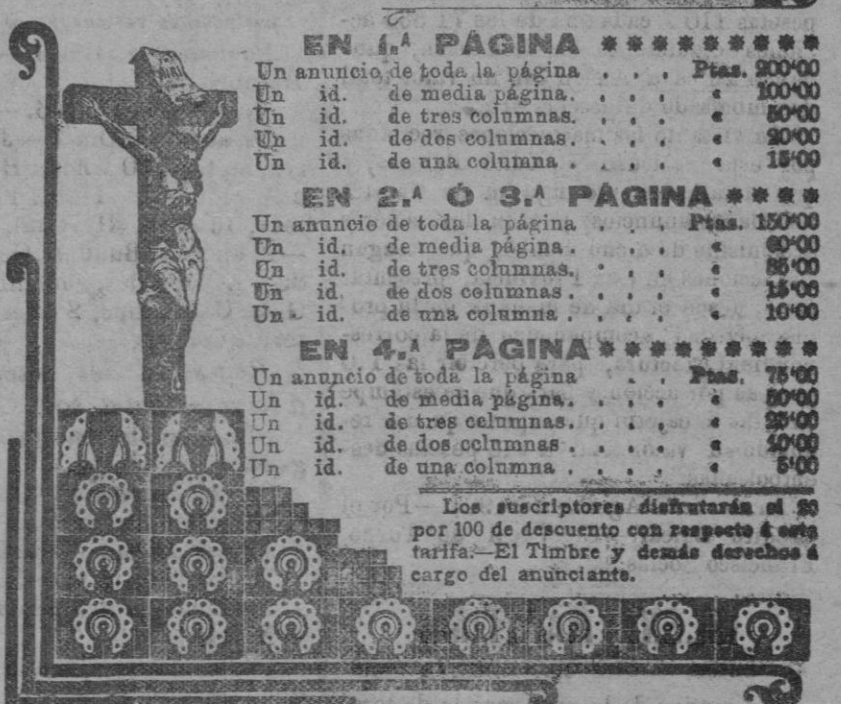 EN 1.ª PÁGINA
Un anuncio de toda la página . . . Ptas. 200'00
Un id. de media página. . . . « 100'00
Un id. de tres columnas. . . . « 50'00
Un id. de dos columnas. . . . « 20'00
Un id. de una columna . . . . « 15'00
EN 2.ª Ó 3.ª PÁGINA
Un anuncio de toda la página . . Ptas. 150'00
Un id. de media página. . . . « 60'00
Un id. de tres columnas. . . . «
Un id de dos columnas . . . . « 15'00
Un id. de una columna . . . . « 10'00
EN 4.ª PÁGINA
Un anuncio de toda la página . . Ptas. 75'00
Un id. de media página. . . . « 50'00
Un id. de tres columnas. . . . « 25'00
Un id. de dos columnas . . . . « 10'00
Un id. de una columna . . . . « 5'00
Los suscriptores disfrutarán el 20
por 100 de descuento con respecto á esta
tarifa.—El Timbre y demás derechos á
cargo del anunciante.